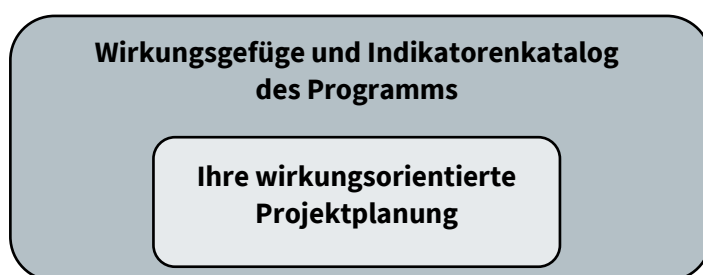 Wirkungsgefüge und Indikatorenkatalog
des Programms
Ihre wirkungsorientierte
Projektplanung